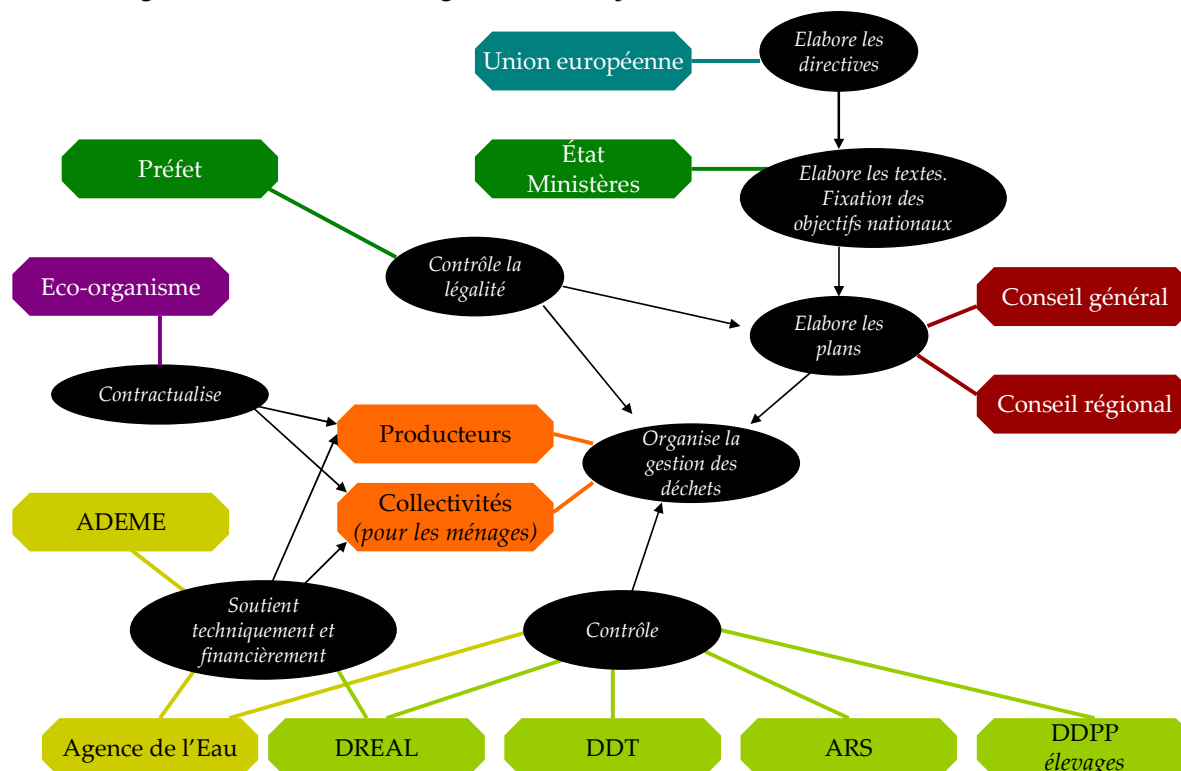 Elabore les
directives
Union européenne
Préfet
État
Ministères
Elabore les textes.
Fixation des
objectifs nationaux
Contrôle la
légalité
Eco-organisme
Conseil général
Elabore les
plans
Contractualise
Conseil régional
Producteurs
Organise la
gestion des
déchets
Collectivités
(pour les ménages)
ADEME
Soutient
techniquement et
financièrement
Contrôle
Agence de l'Eau
DREAL
DDT
ARS
DDPP
élevages